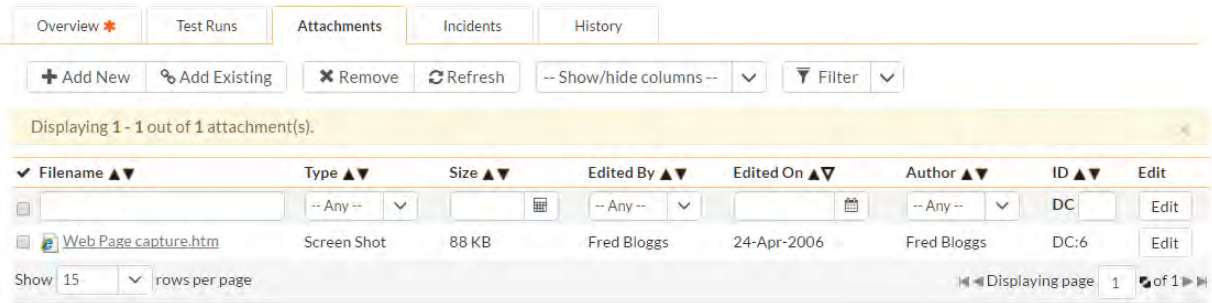 Overview * Test Runs Attachments Incidents History
Add New Add Existing Remove Refresh -- Show/hide columns -- Filter
Displaying 1 - 1 out of 1 attachment(s).
Filename ▲▼ Type ▲▼ Size ▲▼ Edited By ▲▼ Edited On ▲▽ Author ▲▼ ID ▲▼ Edit
-- Any -- -- Any -- -- Any -- DC Edit
Web Page capture.htm Screen Shot 88 KB Fred Bloggs 24-Apr-2006 Fred Bloggs DC:6 Edit
Show 15 rows per page Displaying page 1 of 1